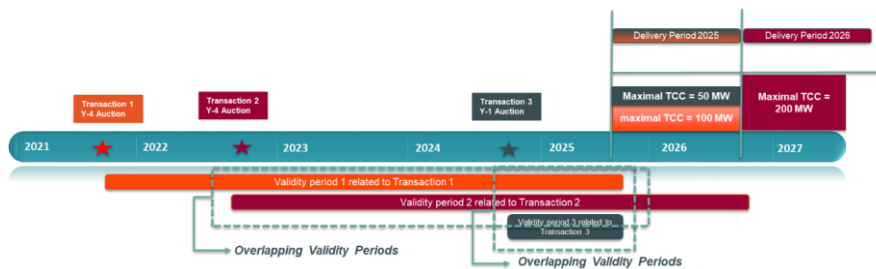 Delivery Period 2025
Delivery Period 2026
Transaction 1
Y-4 Auction
Transaction 2
Y-4 Auction
Transaction 3
Y-1 Auction
Maximal TCC = 50 MW
maximal TCC = 100 MW
Maximal TCC =
200 MW
2021
2022
2023
2024
2025
2026
2027
Validity period 1 related to Transaction 1
Validity period 2 related to Transaction 2
Validity period 3 related to
Transaction 3
Overlapping Validity Periods
Overlapping Validity Periods